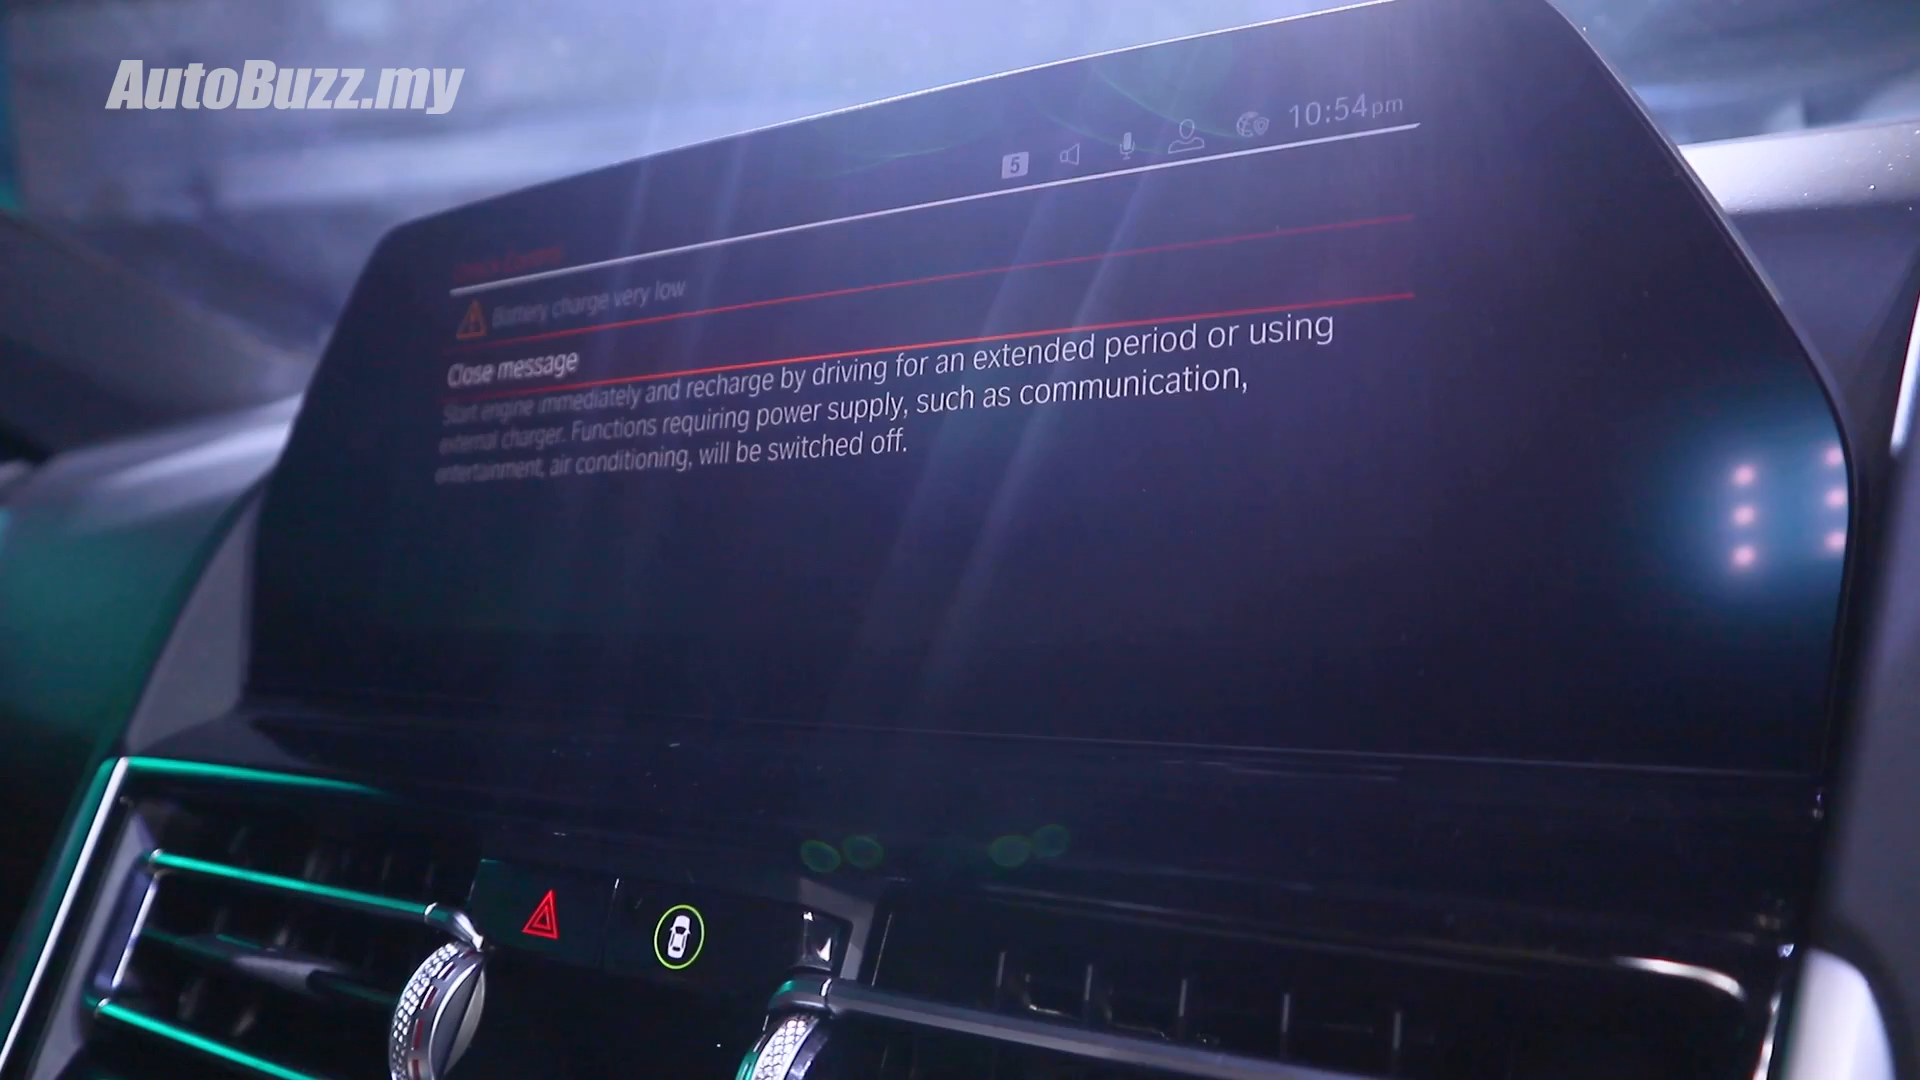 AutoBuzz.my
5 10:54pm
Check Control
Battery charge very low
Close message
Start engine immediately and recharge by driving for an extended period or using
external charger. Functions requiring power supply, such as communication,
entertainment, air conditioning, will be switched off.